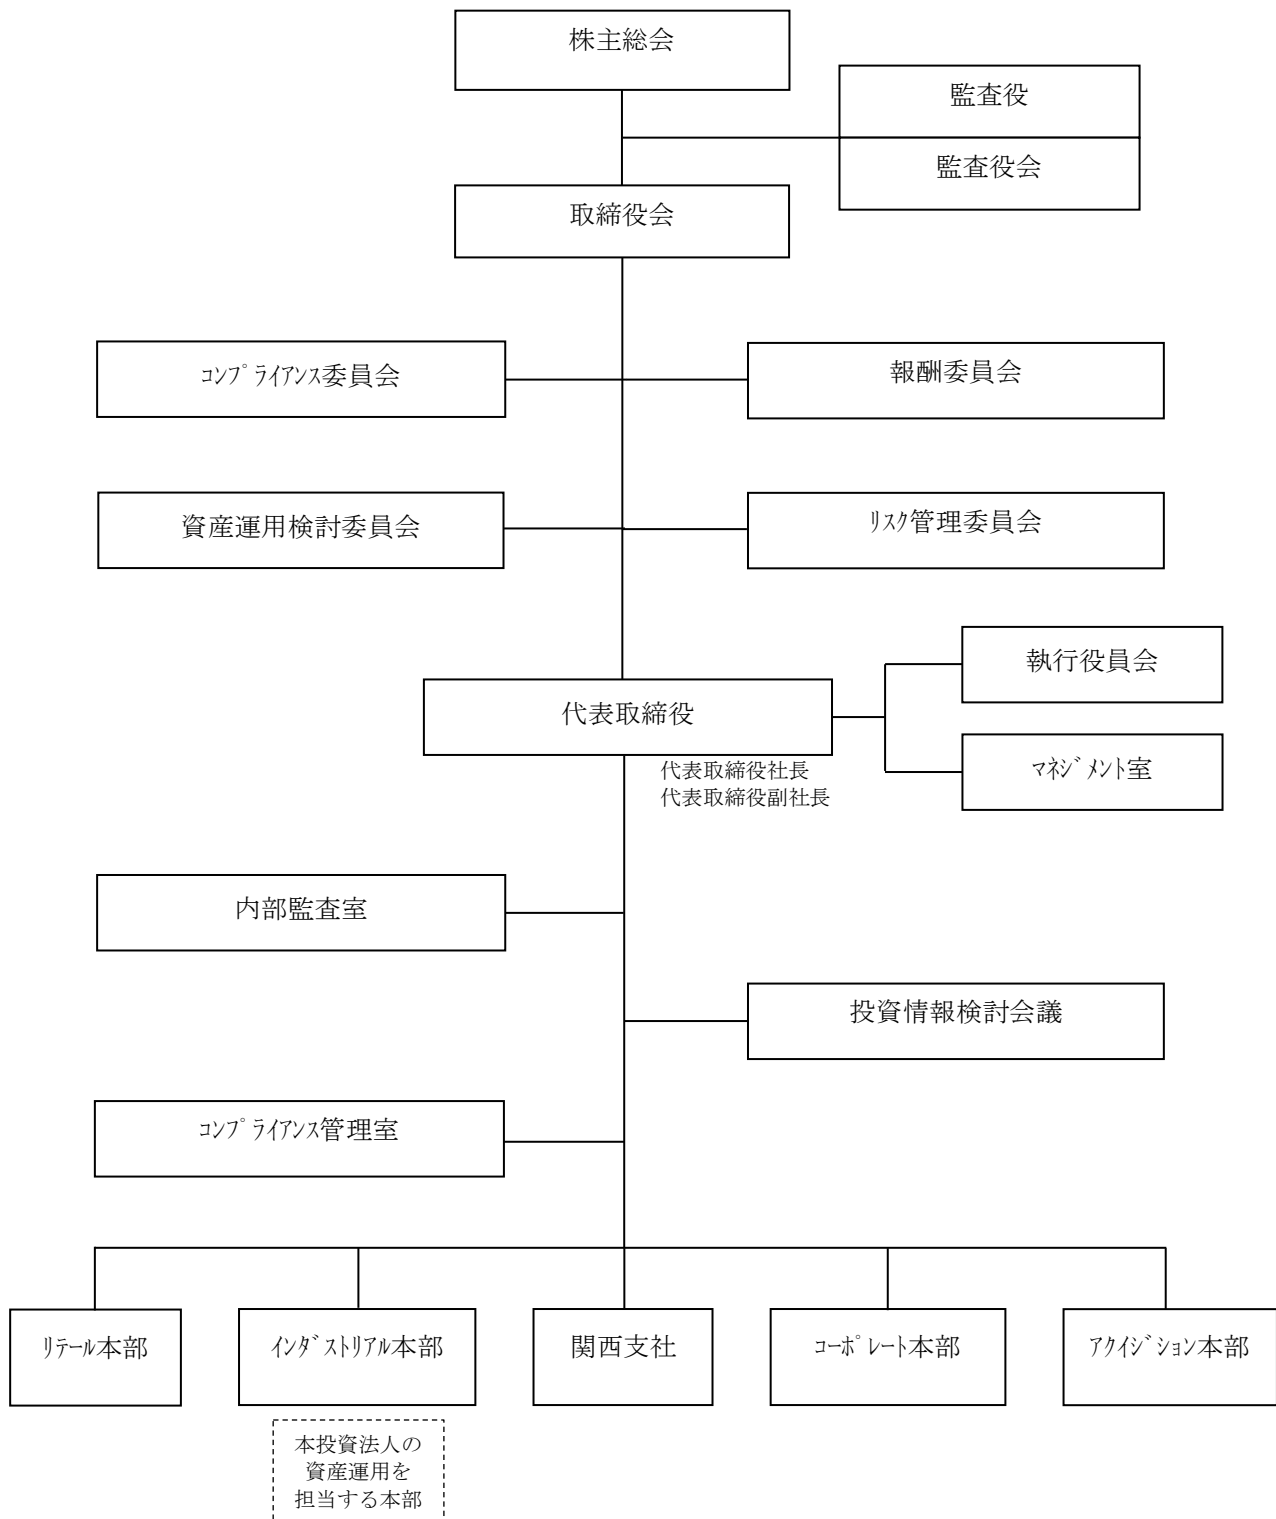 株主総会
監査役
監査役会
取締役会
ｺﾝﾌﾟﾗｲｱﾝｽ委員会
報酬委員会
資産運用検討委員会
ﾘｽｸ管理委員会
執行役員会
代表取締役
代表取締役社長
代表取締役副社長
ﾏﾈｼﾞﾒﾝﾄ室
内部監査室
投資情報検討会議
ｺﾝﾌﾟﾗｲｱﾝｽ管理室
ﾘﾃｰﾙ本部
ｲﾝﾀﾞｽﾄﾘｱﾙ本部
関西支社
ｺｰﾎﾟﾚｰﾄ本部
ｱｸｲｼﾞｼｮﾝ本部
本投資法人の
資産運用を
担当する本部